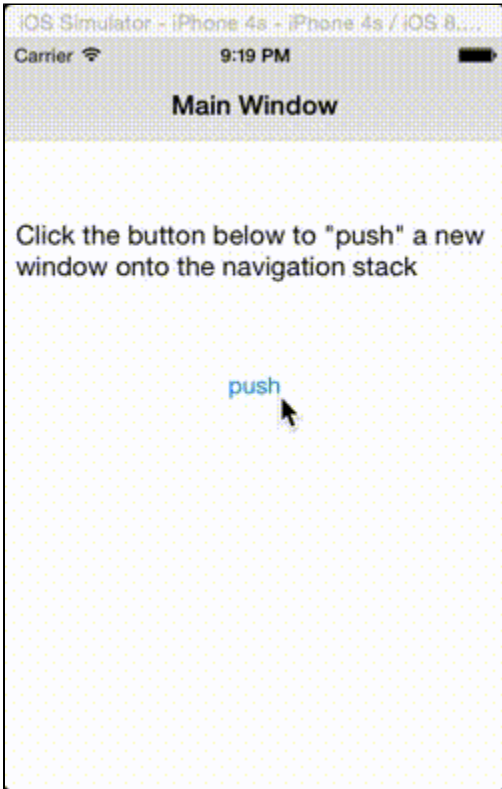 iOS Simulator - iPhone 4s - iPhone 4s / iOS 8....
Carrier 9:19 PM
Main Window
Click the button below to "push" a new
window onto the navigation stack
push